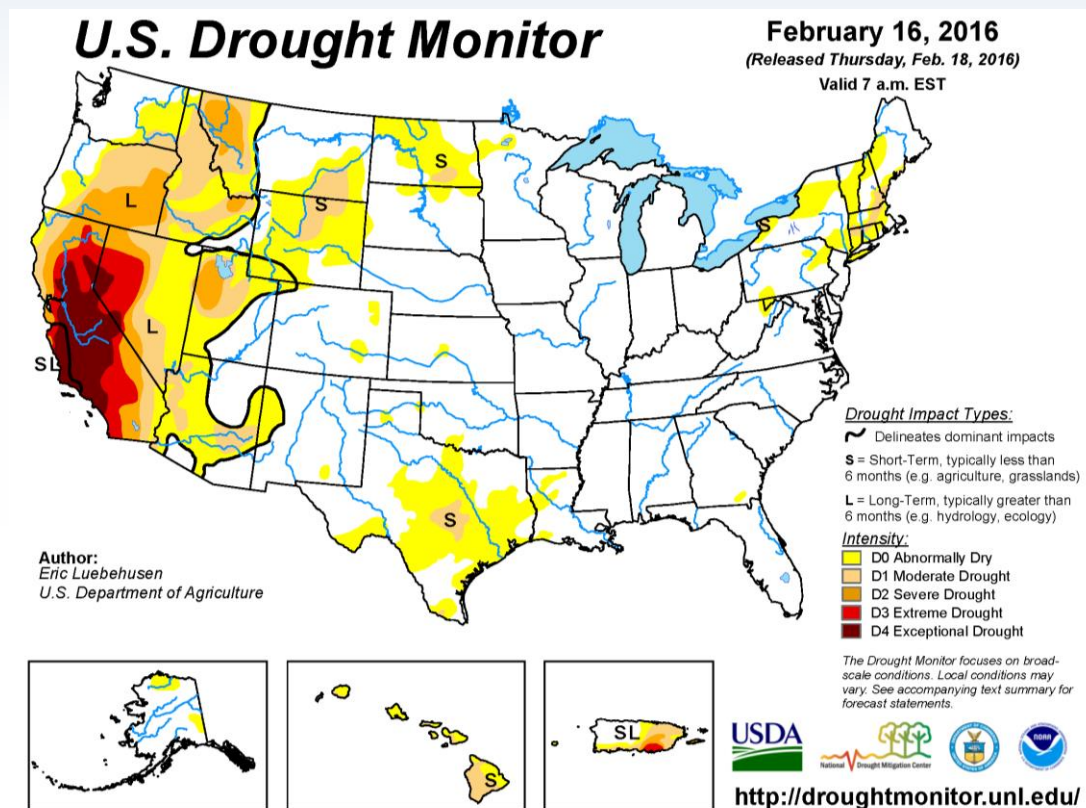 U.S. Drought Monitor
February 16, 2016
(Released Thursday, Feb. 18, 2016)
Valid 7 a.m. EST
S
L
S
S
L
SL
S
Drought Impact Types:
Delineates dominant impacts
S = Short-Term, typically less than
6 months (e.g. agriculture, grasslands)
L = Long-Term, typically greater than
6 months (e.g. hydrology, ecology)
Intensity:
D0 Abnormally Dry
D1 Moderate Drought
D2 Severe Drought
D3 Extreme Drought
D4 Exceptional Drought
Author:
Eric Luebehusen
U.S. Department of Agriculture
The Drought Monitor focuses on broad-
scale conditions. Local conditions may
vary. See accompanying text summary for
forecast statements.
S
SL
USDA
National Drought Mitigation Center
NOAA
http://droughtmonitor.unl.edu/